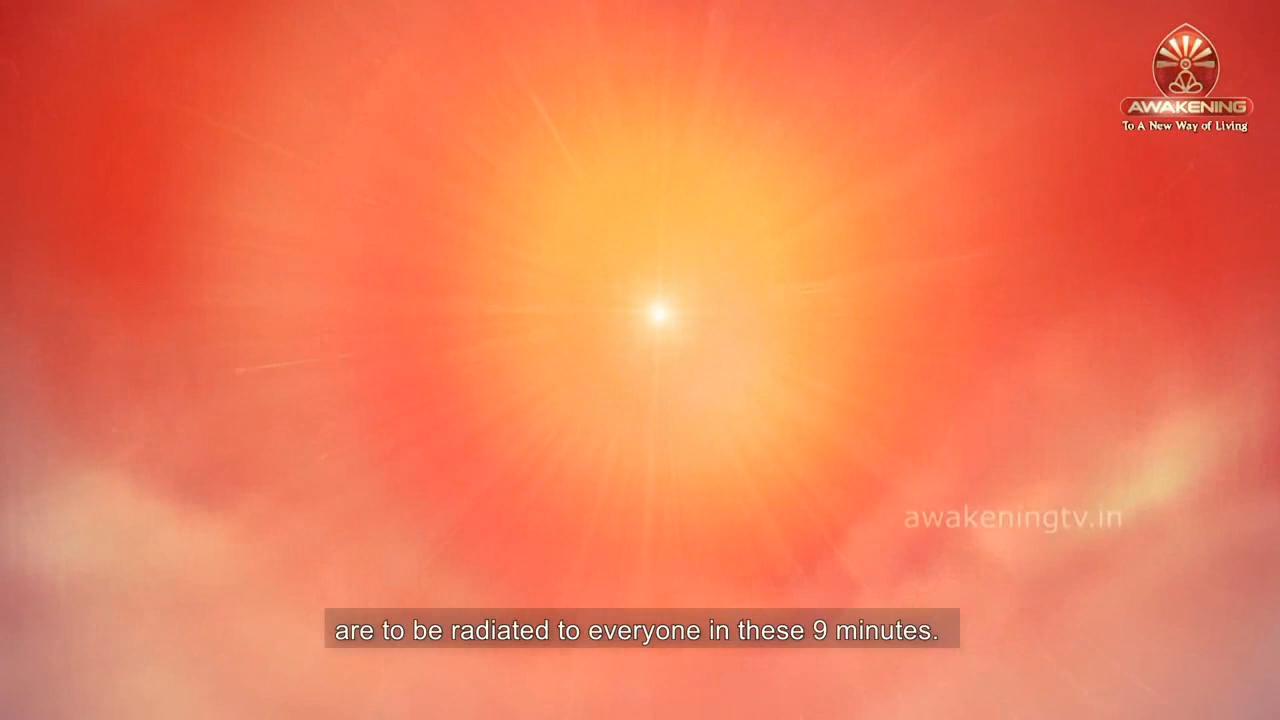 AWAKENING
To A New Way of Living
awakeningtv.in
are to be radiated to everyone in these 9 minutes.